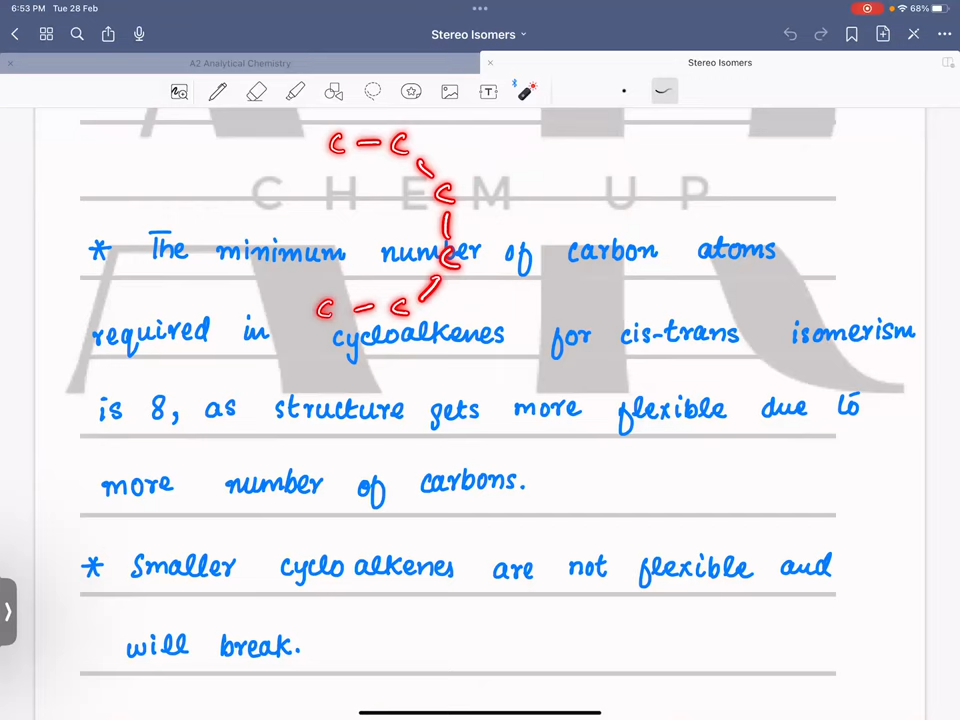 6:53 PM Tue 28 Feb
68%
Stereo Isomers
A2 Analytical Chemistry
Stereo Isomers
T
C - C
C
CHEM UP
C
C - C
* The minimum number of carbon atoms
required in cycloalkenes for cis-trans isomerism
is 8, as structure gets more flexible due to
more number of carbons.
* Smaller cyclo alkenes are not flexible and
will break.